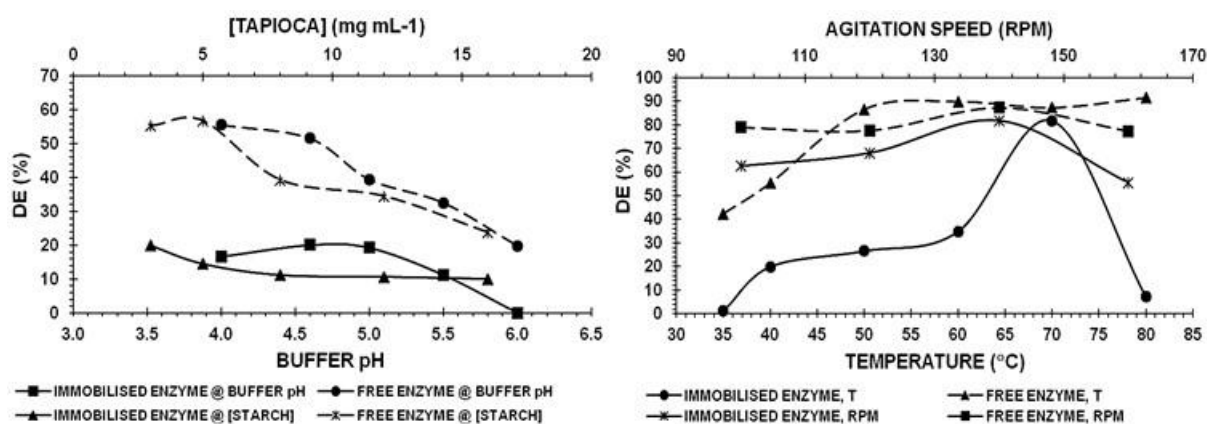 [TAPIOCA] (mg mL-1)
0 5 10 15 20
70
60
50
40
30
20
10
0
DE (%)
3.0 3.5 4.0 4.5 5.0 5.5 6.0 6.5
BUFFER pH
IMMOBILISED ENZYME @ BUFFER pH FREE ENZYME @ BUFFER pH
IMMOBILISED ENZYME @ [STARCH] FREE ENZYME @ [STARCH]
AGITATION SPEED (RPM)
90 110 130 150 170
100
90
80
70
60
50
40
30
20
10
0
DE (%)
30 35 40 45 50 55 60 65 70 75 80 85
TEMPERATURE (°C)
IMMOBILISED ENZYME, T FREE ENZYME, T
IMMOBILISED ENZYME, RPM FREE ENZYME, RPM